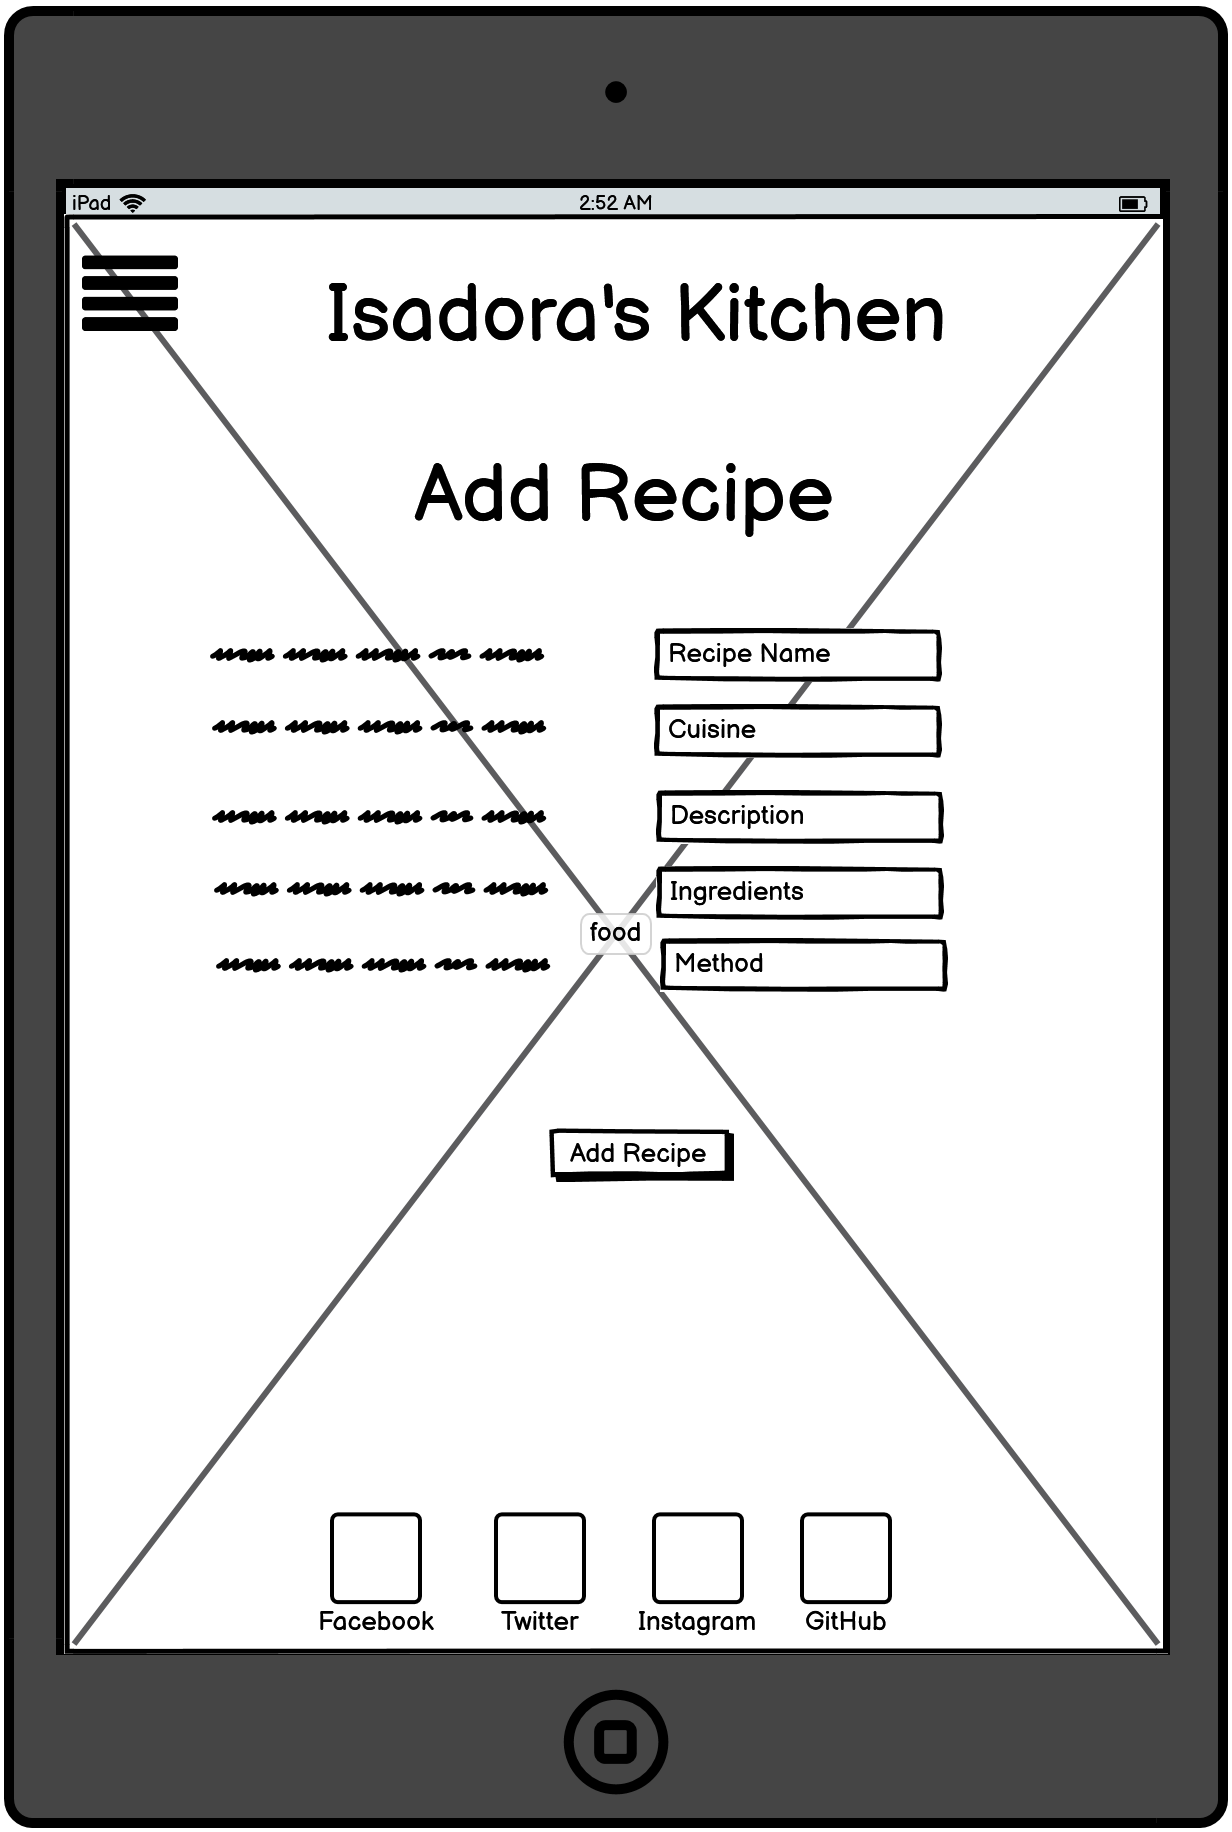 iPad 2:52 AM
Isadora's Kitchen
Add Recipe
Recipe Name
Cuisine
Description
Ingredients
food
Method
Add Recipe
Facebook Twitter Instagram GitHub